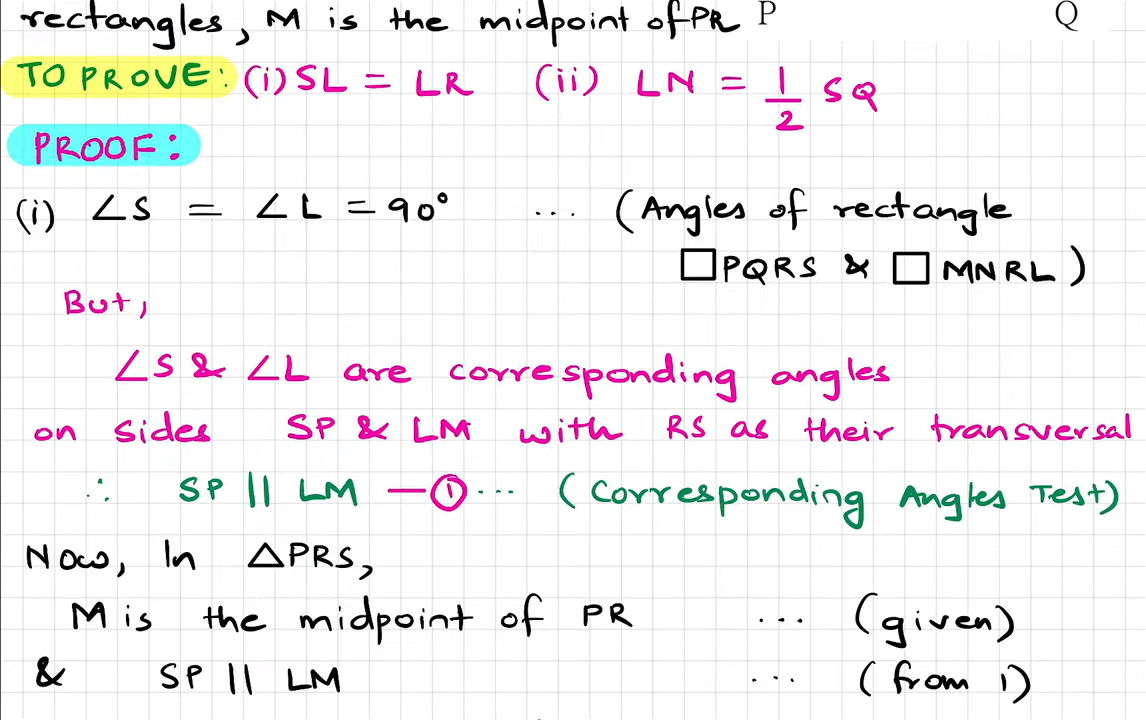 rectangles, M is the midpoint of PR P Q
TO PROVE: (i) SL = LR (ii) LN = 1/2 SQ
PROOF:
(i) ∠S = ∠L = 90° ... (Angles of rectangle
□PQRS & □MNRL)
But,
∠S & ∠L are corresponding angles
on sides SP & LM with RS as their transversal
∴ SP || LM —① ... (Corresponding Angles Test)
Now, In △PRS,
M is the midpoint of PR ... (given)
& SP || LM ... (from 1)